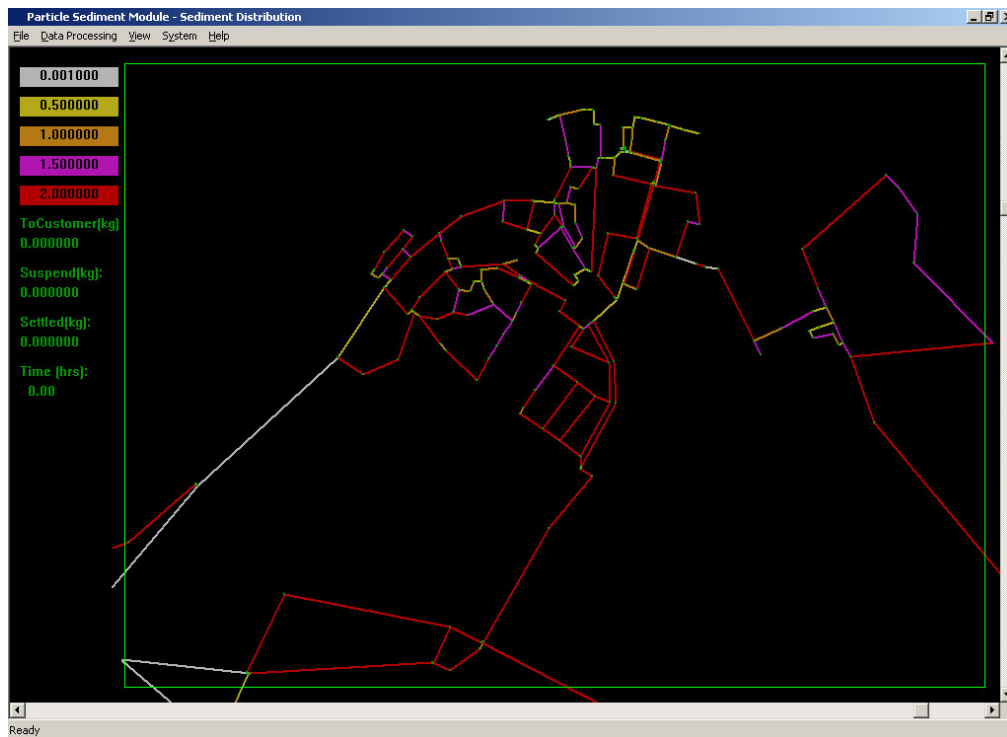 Particle Sediment Module - Sediment Distribution
File Data Processing View System Help
0.001000
0.500000
1.000000
1.500000
2.000000
ToCustomer(kg)
0.000000
Suspend(kg):
0.000000
Settled(kg):
0.000000
Time (hrs):
0.00
Ready